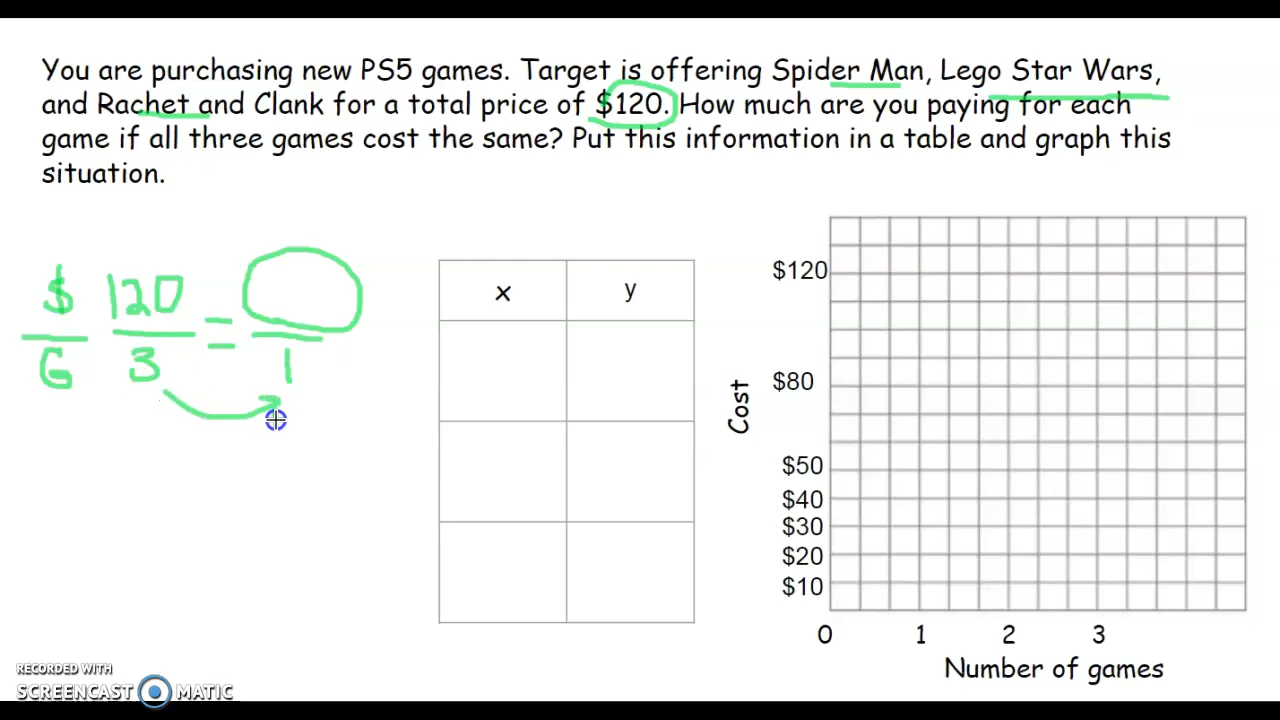 You are purchasing new PS5 games. Target is offering Spider Man, Lego Star Wars,
and Rachet and Clank for a total price of $120. How much are you paying for each
game if all three games cost the same? Put this information in a table and graph this
situation.
$ 120 =
G 3 1
x y
$120
$80
$50
$40
$30
$20
$10
Cost
0 1 2 3
Number of games
RECORDED WITH
SCREENCAST MATIC